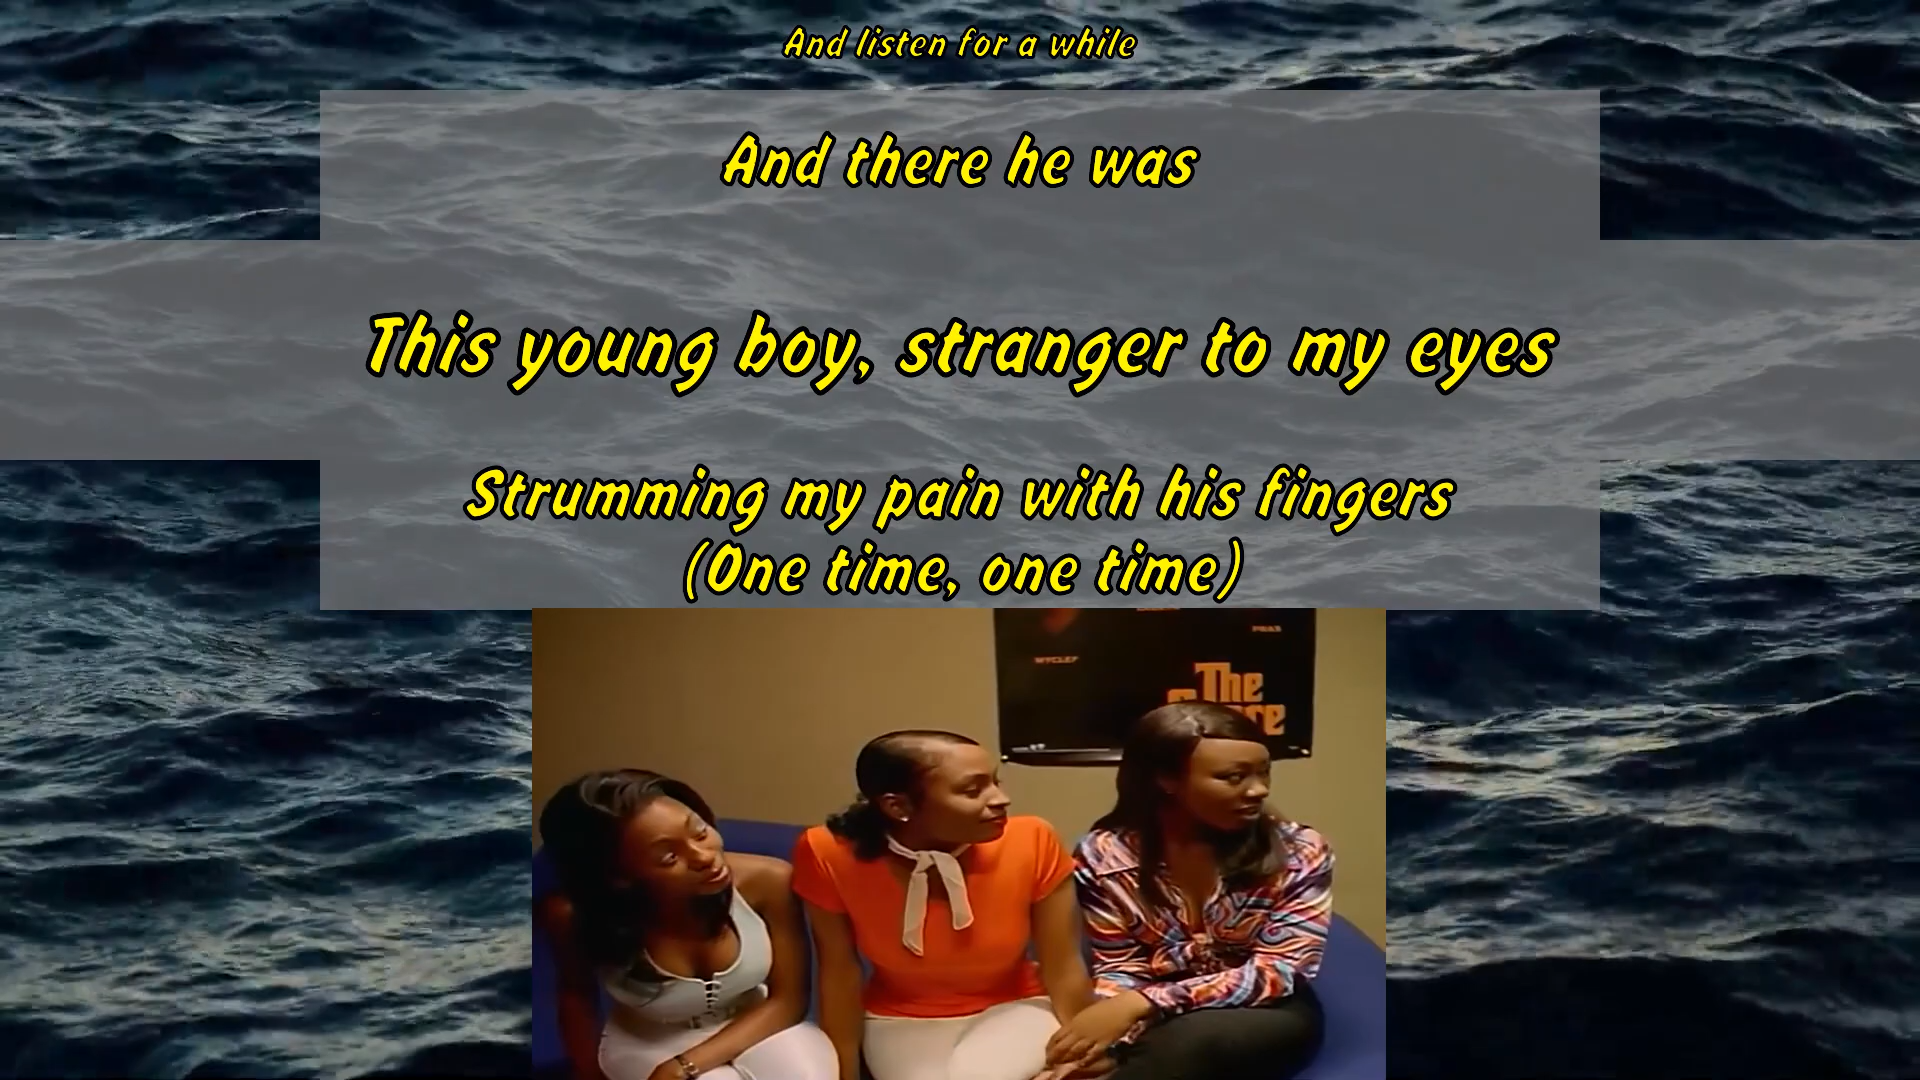 And listen for a while
And there he was
This young boy, stranger to my eyes
Strumming my pain with his fingers
(One time, one time)
WYCLEF
PRAS
The